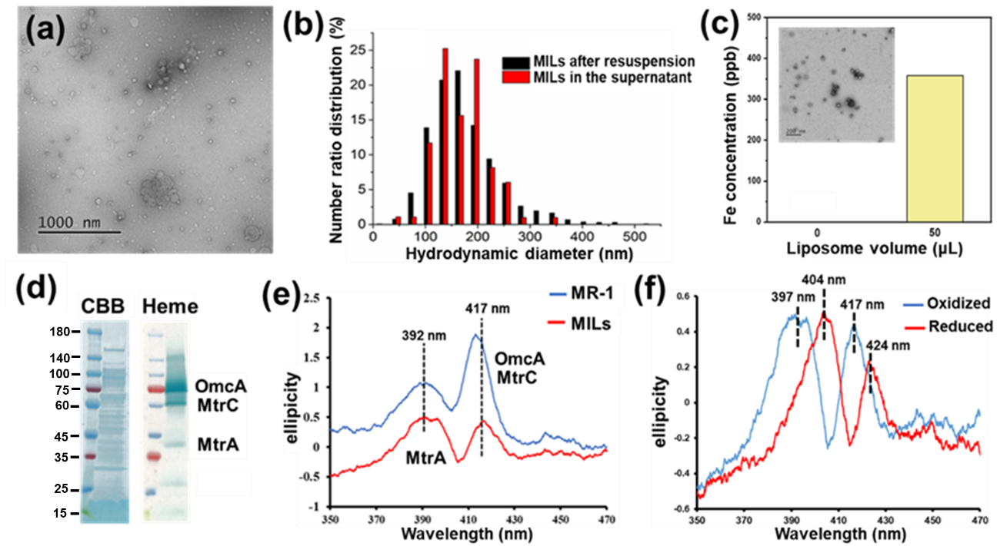 (a)
1000 nm
(b)
Number ratio distribution (%)
25
20
15
10
5
0
0 100 200 300 400 500
Hydrodynamic diameter (nm)
MILs after resuspension
MILs in the supernatant
(c)
Fe concentration (ppb)
500
400
300
200
100
0
200 nm
0 50
Liposome volume (µL)
(d)
CBB Heme
180
140
100
75
60
45
35
25
15
OmcA
MtrC
MtrA
(e)
ellipicity
2.5
2
1.5
1
0.5
0
-0.5
-1
350 370 390 410 430 450 470
Wavelength (nm)
MR-1
MILs
392 nm
417 nm
OmcA
MtrC
MtrA
(f)
ellipicity
0.6
0.4
0.2
0
-0.2
-0.4
-0.6
350 370 390 410 430 450 470
Wavelength (nm)
397 nm
404 nm
417 nm
424 nm
Oxidized
Reduced